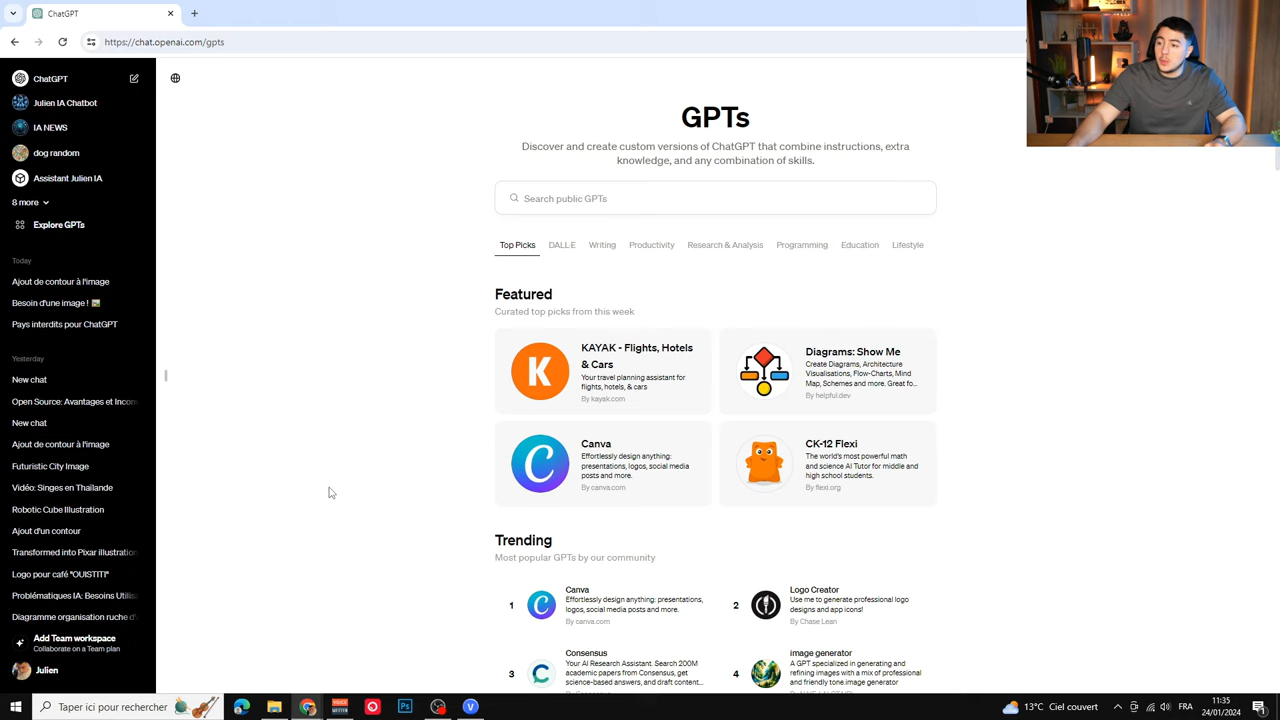 ChatGPT
https://chat.openai.com/gpts
ChatGPT
Julien IA Chatbot
IA NEWS
dog random
Assistant Julien IA
8 more
Explore GPTs
Today
Ajout de contour à l'image
Besoin d'une image !
Pays interdits pour ChatGPT
Yesterday
New chat
Open Source: Avantages et Incon
New chat
Ajout de contour à l'image
Futuristic City Image
Vidéo: Singes en Thaïlande
Robotic Cube Illustration
Ajout d'un contour
Transformed into Pixar illustration
Logo pour café "OUISTITI"
Problématiques IA: Besoins Utilis
Diagramme organisation ruche d'
Add Team workspace
Collaborate on a Team plan
Julien
GPTs
Discover and create custom versions of ChatGPT that combine instructions, extra
knowledge, and any combination of skills.
Search public GPTs
Top Picks DALL·E Writing Productivity Research & Analysis Programming Education Lifestyle
Featured
Curated top picks from this week
K
KAYAK - Flights, Hotels
& Cars
Your travel planning assistant for
flights, hotels, & cars
By kayak.com
Diagrams: Show Me
Create Diagrams, Architecture
Visualisations, Flow-Charts, Mind
Map, Schemes and more. Great fo...
By helpful.dev
C
Canva
Effortlessly design anything:
presentations, logos, social media
posts and more.
By canva.com
CK-12 Flexi
The world's most powerful math
and science AI Tutor for middle and
high school students.
By flexi.org
Trending
Most popular GPTs by our community
1
Canva
Effortlessly design anything: presentations,
logos, social media posts and more.
By canva.com
2
Logo Creator
Use me to generate professional logo
designs and app icons!
By Chase Lean
3
Consensus
Your AI Research Assistant. Search 200M
academic papers from Consensus, get
science-based answers, and draft content...
4
image generator
A GPT specialized in generating and
refining images with a mix of professional
and friendly tone.image generator
Taper ici pour rechercher
Ps
V
13°C Ciel couvert
FRA
11:35
24/01/2024